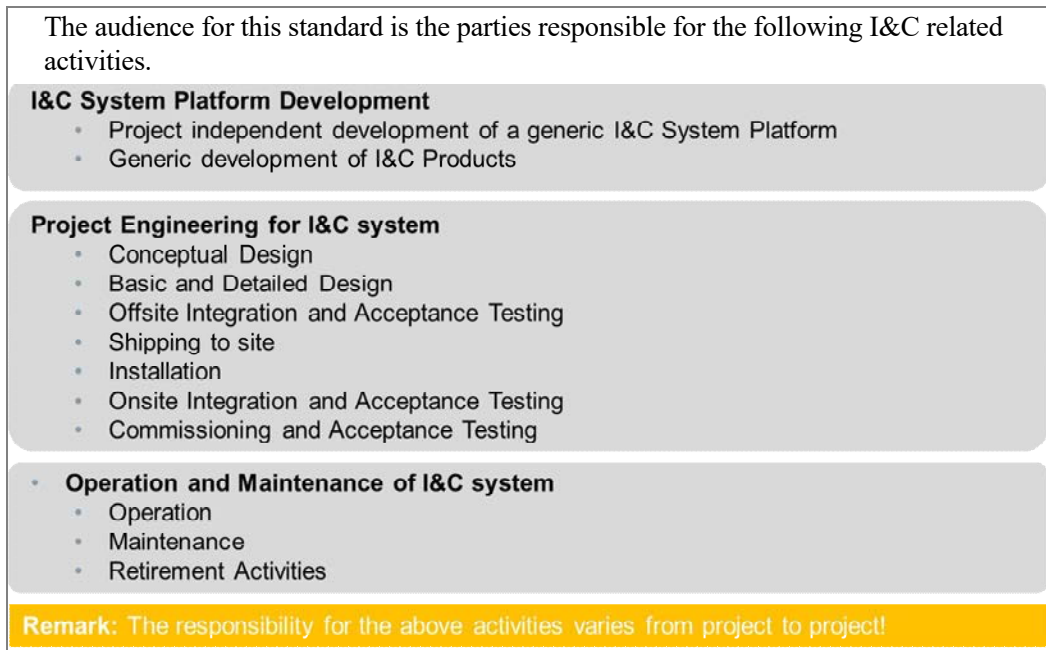 The audience for this standard is the parties responsible for the following I&C related
activities.
I&C System Platform Development
• Project independent development of a generic I&C System Platform
• Generic development of I&C Products
Project Engineering for I&C system
• Conceptual Design
• Basic and Detailed Design
• Offsite Integration and Acceptance Testing
• Shipping to site
• Installation
• Onsite Integration and Acceptance Testing
• Commissioning and Acceptance Testing
• Operation and Maintenance of I&C system
• Operation
• Maintenance
• Retirement Activities
Remark: The responsibility for the above activities varies from project to project!